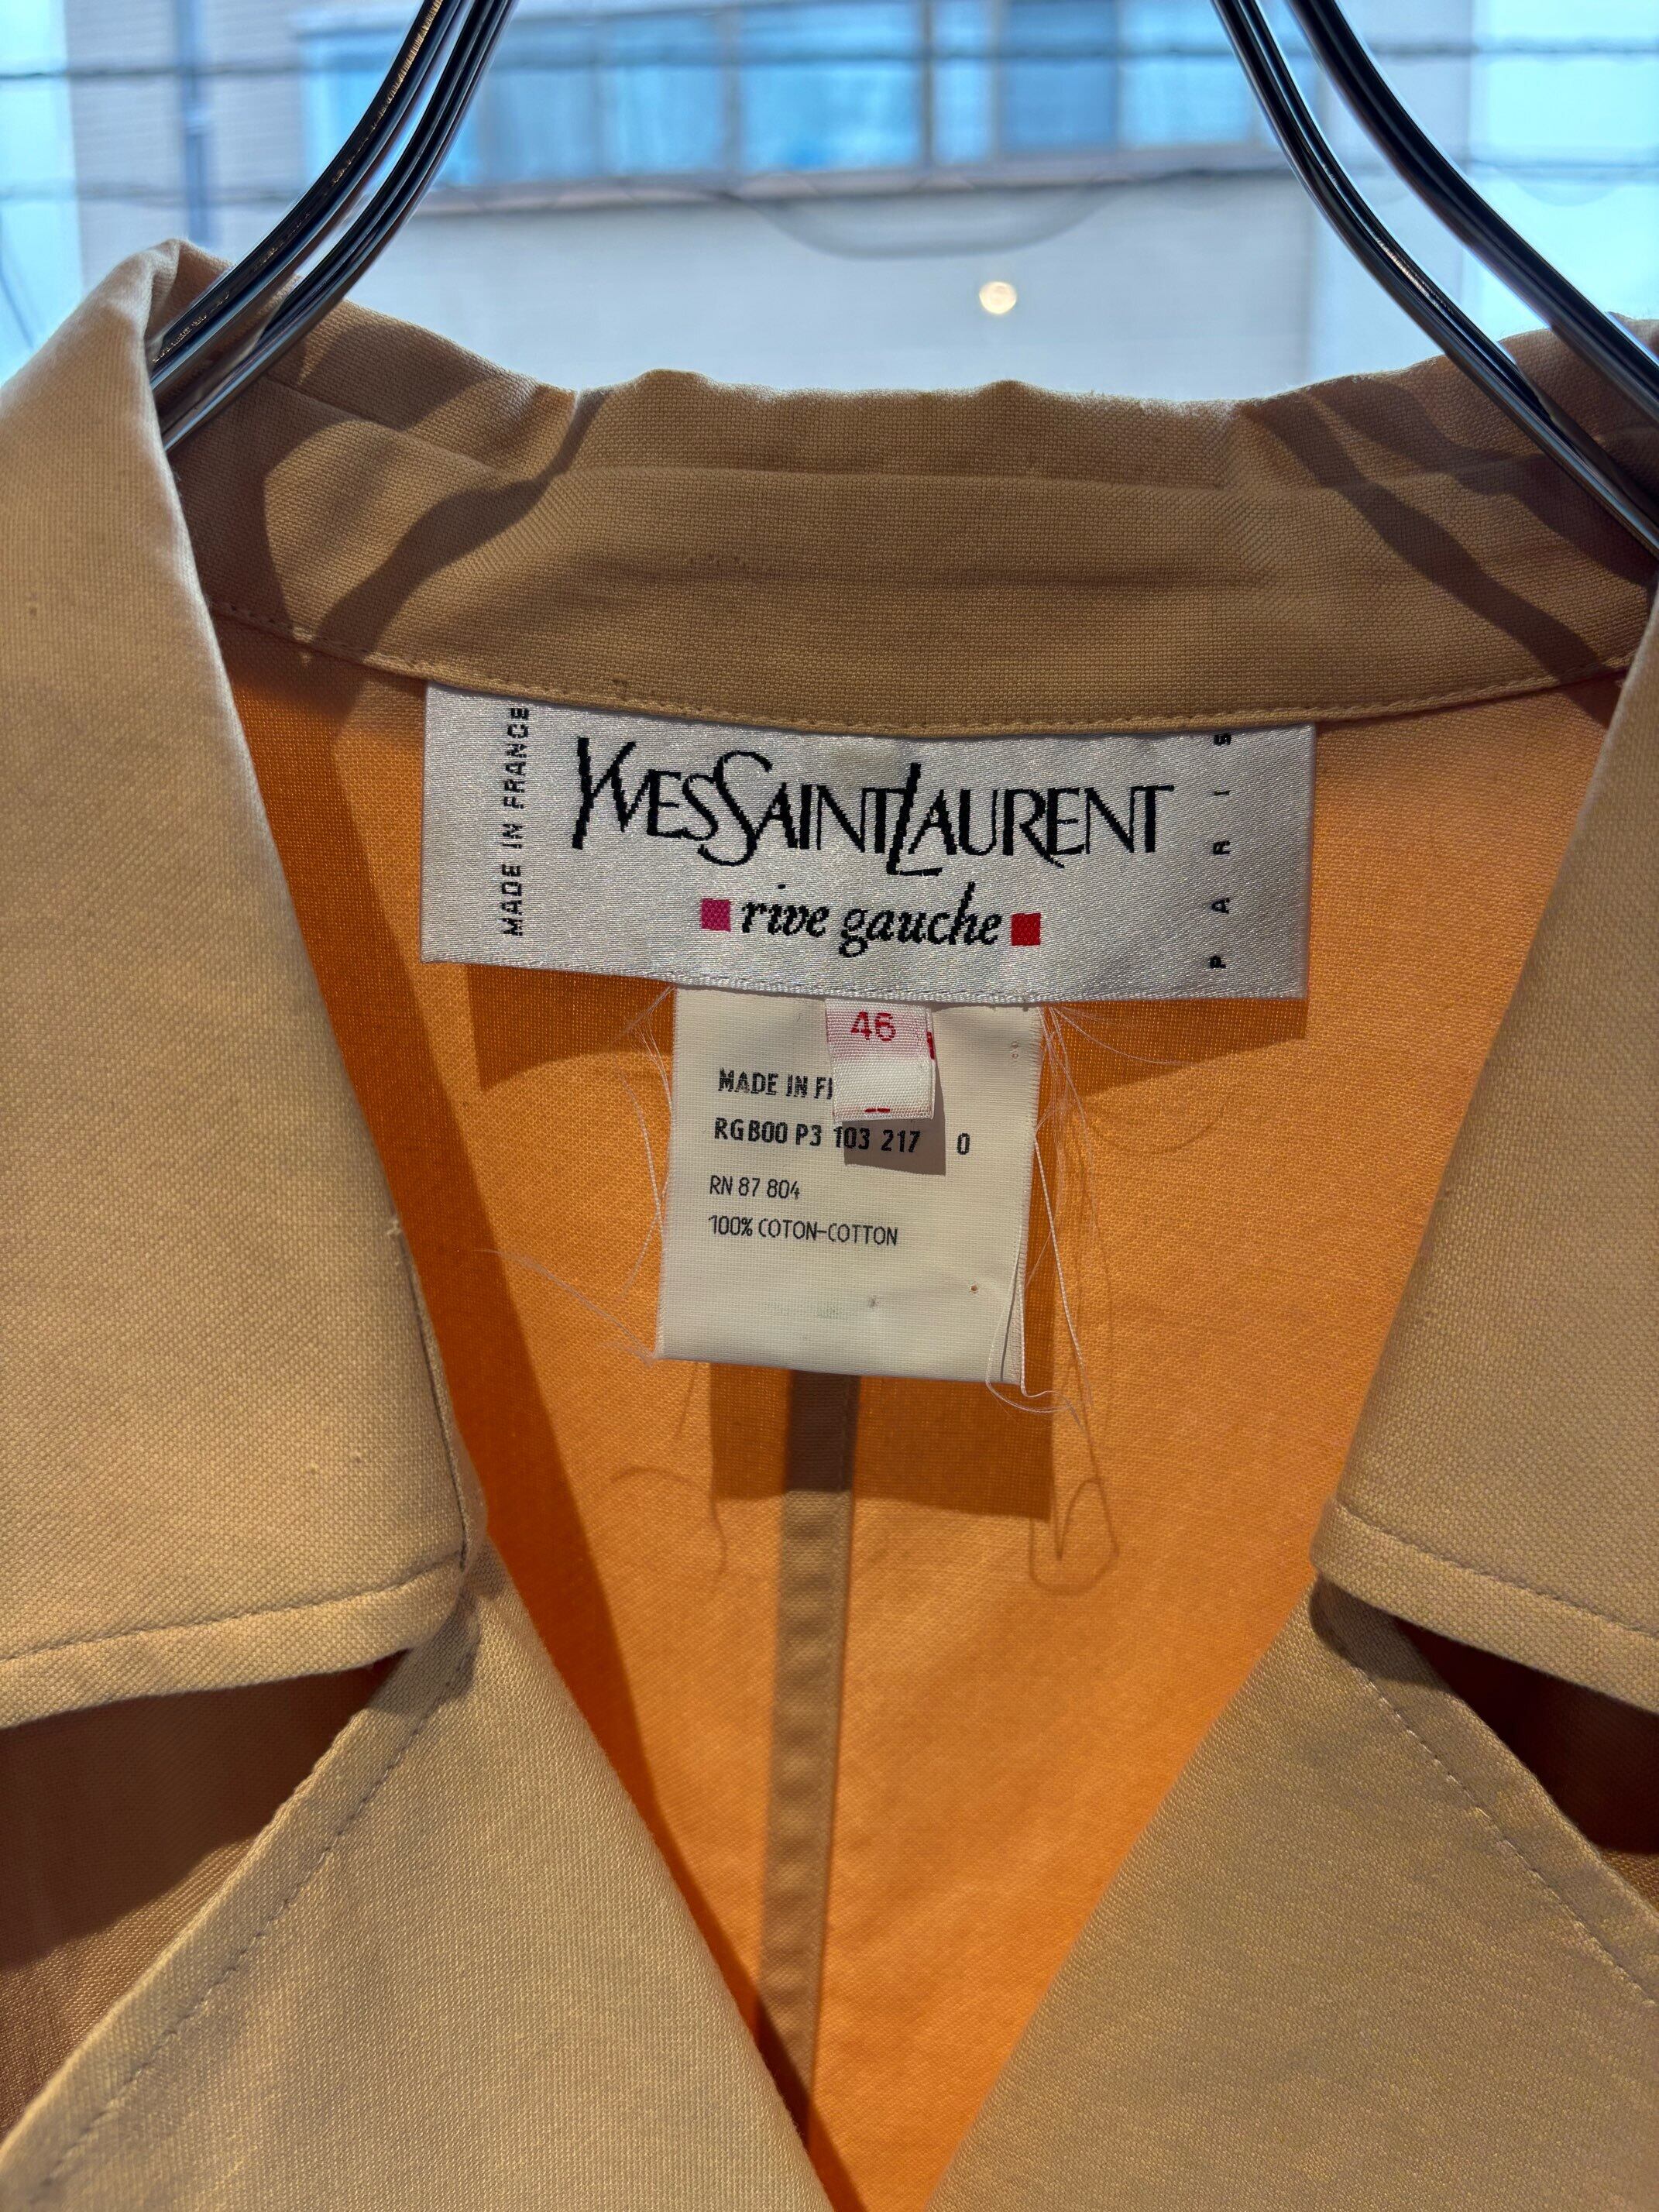 MADE IN FRANCE
YVES SAINT LAURENT
PARIS
rive gauche
46
MADE IN
RGB00 P3 103 217 0
RN 87 804
100% COTON-COTTON